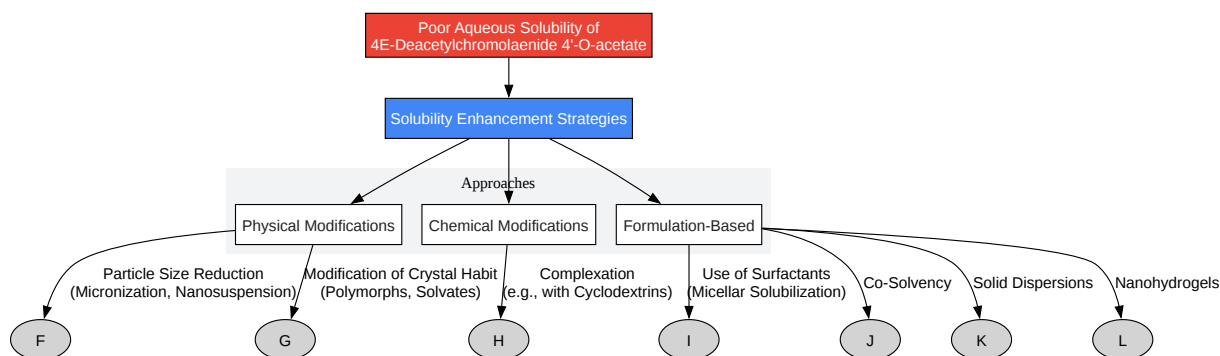 Poor Aqueous Solubility of
4E-Deacetylchromolaenide 4'-O-acetate
Solubility Enhancement Strategies
Approaches
Physical Modifications
Chemical Modifications
Formulation-Based
Particle Size Reduction
(Micronization, Nanosuspension)
Modification of Crystal Habit
(Polymorphs, Solvates)
Complexation
(e.g., with Cyclodextrins)
Use of Surfactants
(Micellar Solubilization)
Co-Solvency
Solid Dispersions
Nanohydrogels
F
G
H
I
J
K
L